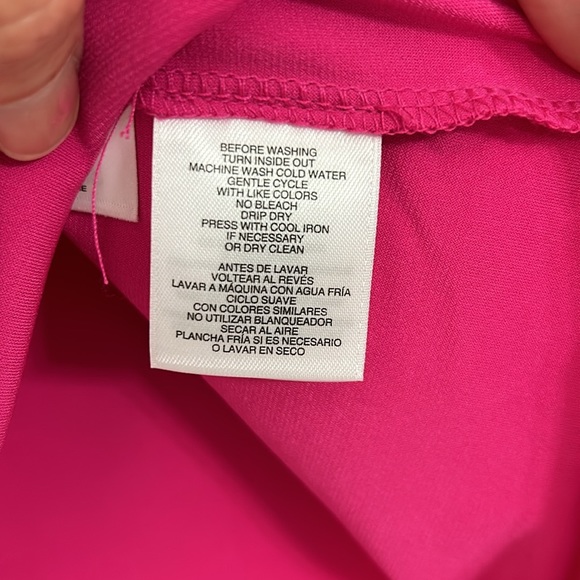 BEFORE WASHING
TURN INSIDE OUT
MACHINE WASH COLD WATER
GENTLE CYCLE
WITH LIKE COLORS
NO BLEACH
DRIP DRY
PRESS WITH COOL IRON
IF NECESSARY
OR DRY CLEAN
ANTES DE LAVAR
VOLTEAR AL REVÉS
LAVAR A MÁQUINA CON AGUA FRÍA
CICLO SUAVE
CON COLORES SIMILARES
NO UTILIZAR BLANQUEADOR
SECAR AL AIRE
PLANCHA FRÍA SI ES NECESARIO
O LAVAR EN SECO